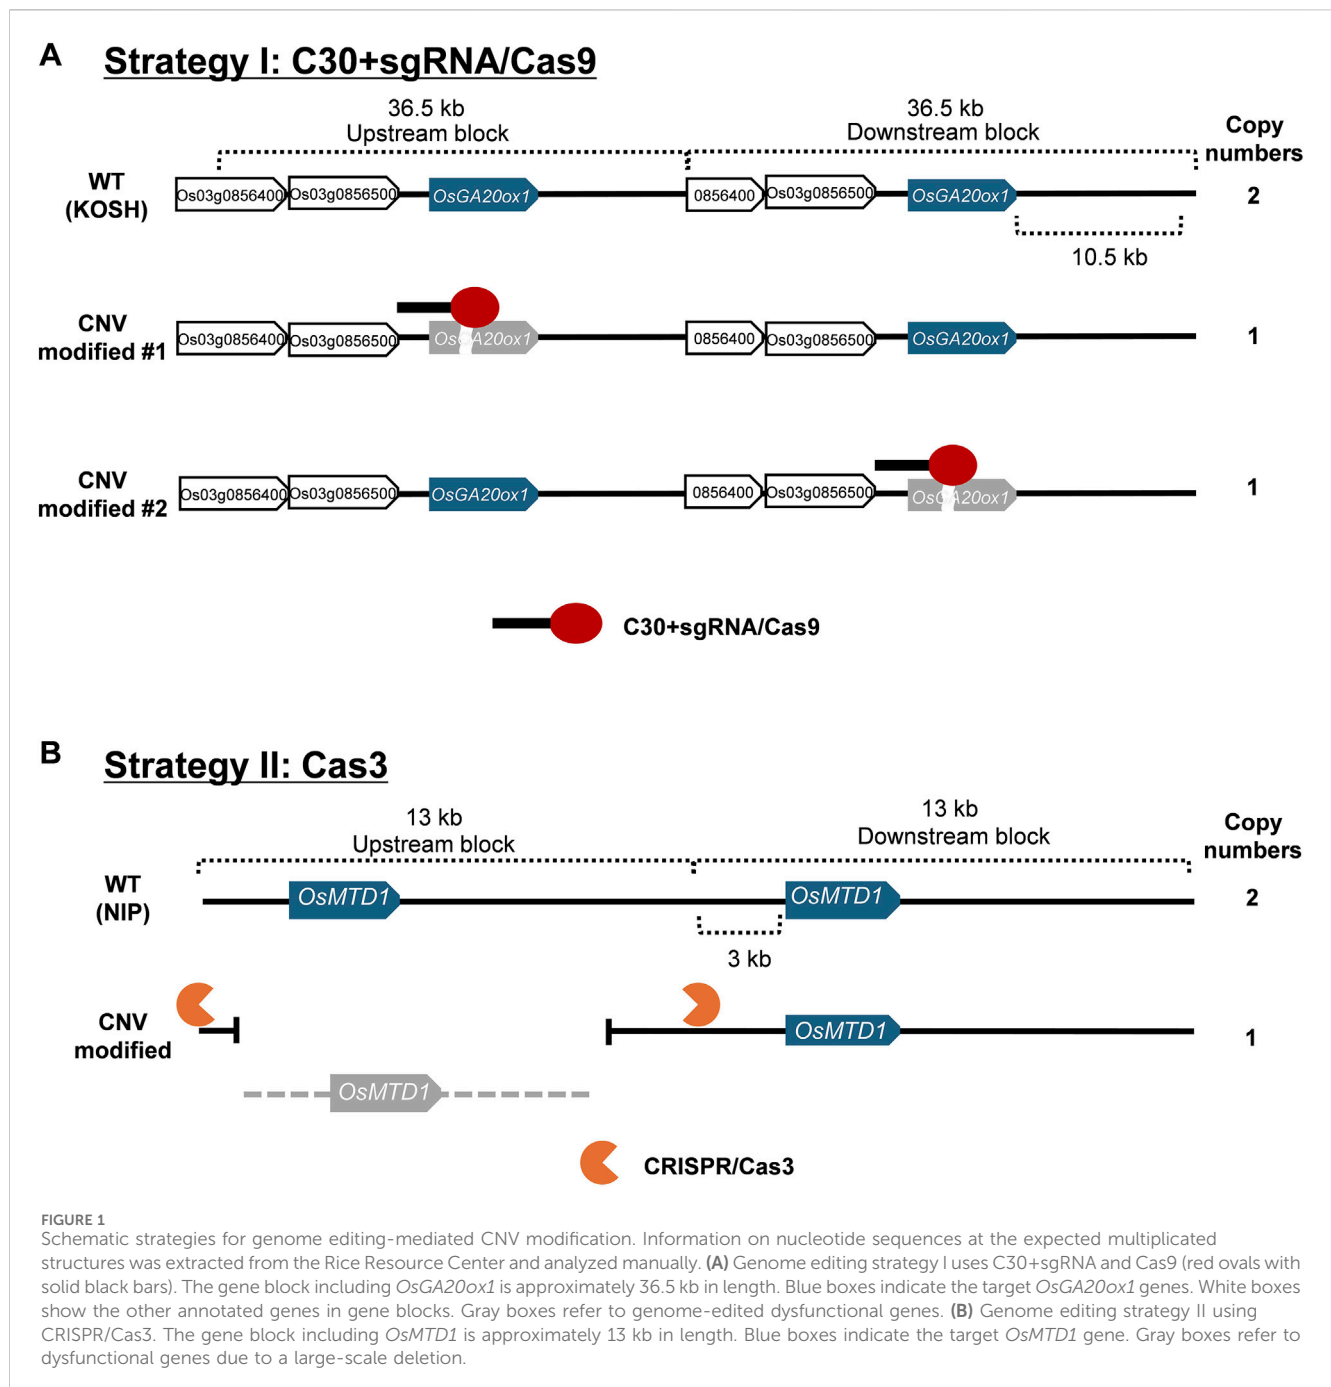 A Strategy I: C30+sgRNA/Cas9
36.5 kb
Upstream block
36.5 kb
Downstream block
Copy
numbers
WT
(KOSH)
Os03g0856400
Os03g0856500
OsGA20ox1
0856400
Os03g0856500
OsGA20ox1
2
10.5 kb
CNV
modified #1
Os03g0856400
Os03g0856500
OsGA20ox1
0856400
Os03g0856500
OsGA20ox1
1
CNV
modified #2
Os03g0856400
Os03g0856500
OsGA20ox1
0856400
Os03g0856500
OsGA20ox1
1
C30+sgRNA/Cas9
B Strategy II: Cas3
13 kb
Upstream block
13 kb
Downstream block
Copy
numbers
WT
(NIP)
OsMTD1
OsMTD1
2
3 kb
CNV
modified
OsMTD1
1
OsMTD1
CRISPR/Cas3
FIGURE 1
Schematic strategies for genome editing-mediated CNV modification. Information on nucleotide sequences at the expected multiplicated
structures was extracted from the Rice Resource Center and analyzed manually. (A) Genome editing strategy I uses C30+sgRNA and Cas9 (red ovals with
solid black bars). The gene block including OsGA20ox1 is approximately 36.5 kb in length. Blue boxes indicate the target OsGA20ox1 genes. White boxes
show the other annotated genes in gene blocks. Gray boxes refer to genome-edited dysfunctional genes. (B) Genome editing strategy II using
CRISPR/Cas3. The gene block including OsMTD1 is approximately 13 kb in length. Blue boxes indicate the target OsMTD1 gene. Gray boxes refer to
dysfunctional genes due to a large-scale deletion.